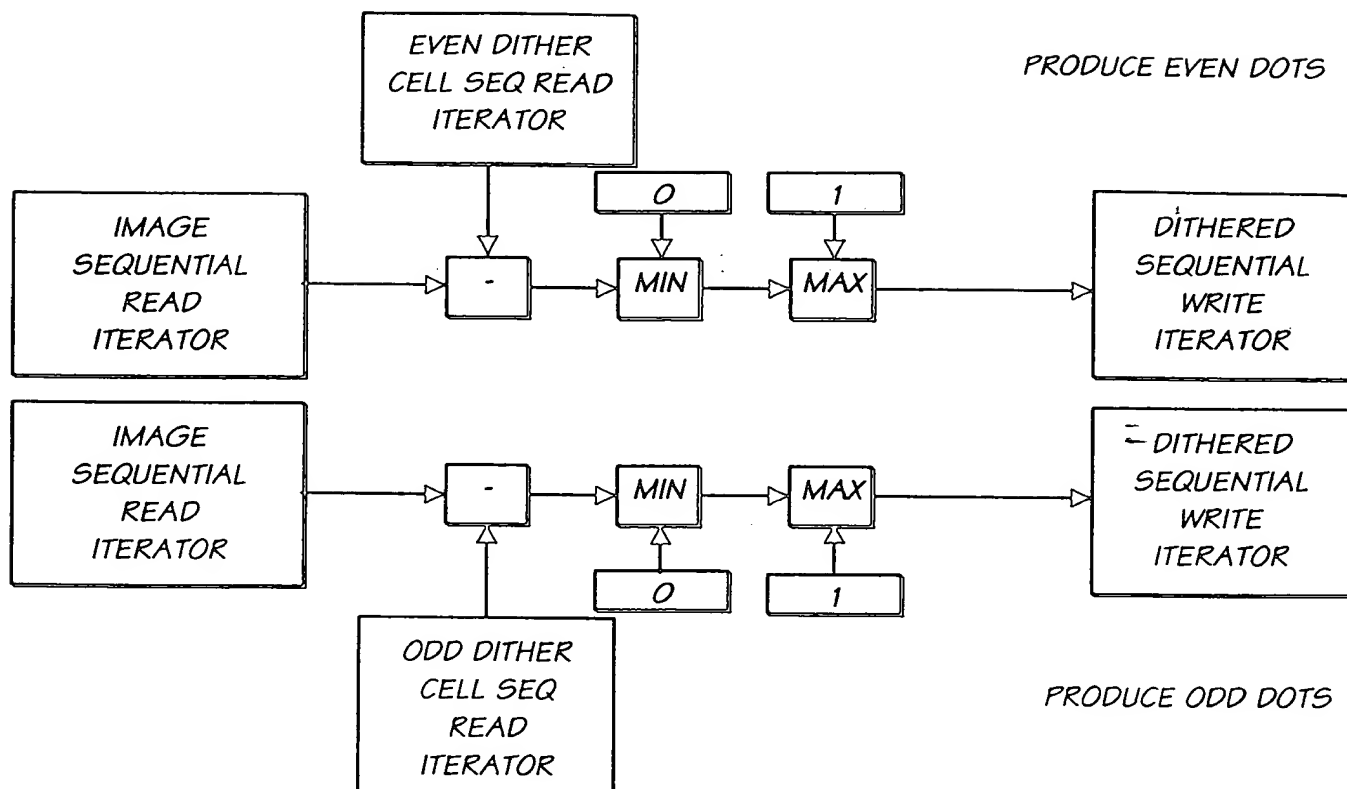 EVEN DITHER
CELL SEQ READ
ITERATOR
PRODUCE EVEN DOTS
IMAGE
SEQUENTIAL
READ
ITERATOR
0
1
-
MIN
MAX
DITHERED
SEQUENTIAL
WRITE
ITERATOR
IMAGE
SEQUENTIAL
READ
ITERATOR
-
MIN
MAX
0
1
DITHERED
SEQUENTIAL
WRITE
ITERATOR
ODD DITHER
CELL SEQ
READ
ITERATOR
PRODUCE ODD DOTS